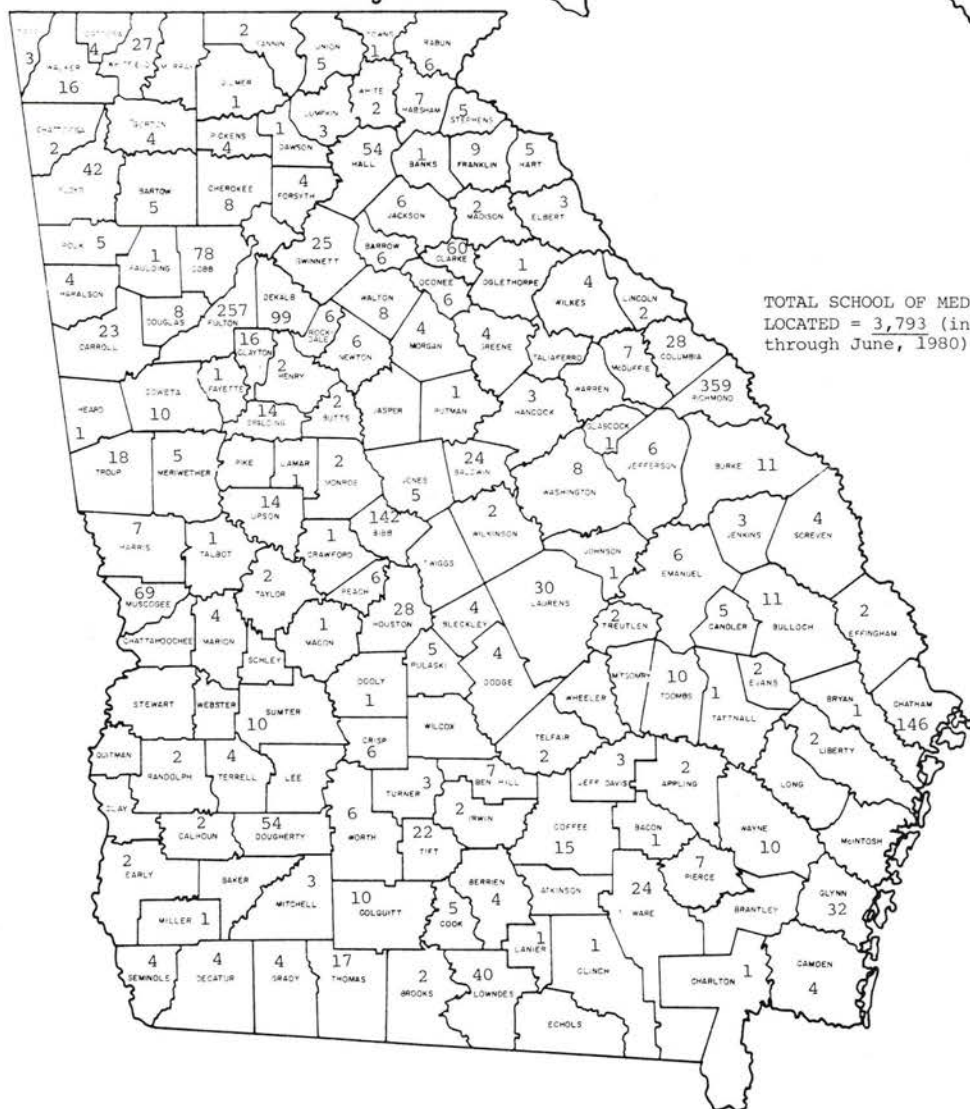 2
FANNIN
UNION
5
TOWNS
1
RABUN
6
3
WALKER
16
4
27
WHITFIELD
MURRAY
GILMER
1
LUMPKIN
3
WHITE
2
7
HABSHAM
5
STEPHENS
CHATTOOGA
2
GORDON
4
PICKENS
4
1
DAWSON
54
HALL
1
BANKS
9
FRANKLIN
5
HART
42
FLOYD
BARTOW
5
CHEROKEE
8
4
FORSYTH
6
JACKSON
2
MADISON
3
ELBERT
POLK 5
1
PAULDING
78
COBB
25
GWINNETT
BARROW
6
60
CLARKE
OCONEE
6
1
OGLETHORPE
4
WILKES
LINCOLN
2
4
HARALSON
8
DOUGLAS
257
FULTON
DEKALB
99
6
ROCK-
DALE
WALTON
8
TOTAL SCHOOL OF MED
LOCATED = 3,793 (in
through June, 1980)
23
CARROLL
16
CLAYTON
2
HENRY
6
NEWTON
4
MORGAN
4
GREENE
TALIAFERRO
7
McDUFFIE
28
COLUMBIA
359
RICHMOND
HEARD
1
COWETA
10
1
FAYETTE
14
SPALDING
2
BUTTS
JASPER
1
PUTMAN
3
HANCOCK
WARREN
GLASCOCK
1
6
JEFFERSON
BURKE 11
18
TROUP
5
MERIWETHER
PIKE
LAMAR
1
2
MONROE
JONES
5
24
BALDWIN
8
WASHINGTON
14
UPSON
7
HARRIS
1
TALBOT
1
CRAWFORD
142
BIBB
TWIGGS
2
WILKINSON
JOHNSON
1
6
EMANUEL
3
JENKINS
4
SCREVEN
69
MUSCOGEE
2
TAYLOR
6
PEACH
28
HOUSTON
4
BLECKLEY
30
LAURENS
2
TREUTLEN
5
CANDLER
11
BULLOCH
2
EFFINGHAM
CHATTAHOOCHEE
4
MARION
SCHLEY
1
MACON
5
PULASKI
4
DODGE
STEWART
WEBSTER
10
SUMTER
DOOLY
1
WILCOX
WHEELER
MTGOMRY
10
TOOMBS
1
TATTNALL
2
EVANS
BRYAN
1
CHATHAM
146
CRISP
6
TELFAIR
2
3
JEFF DAVIS
2
APPLING
2
LIBERTY
LONG
QUITMAN
2
RANDOLPH
4
TERRELL
LEE
TURNER 3
7
BEN HILL
CLAY
2
CALHOUN
54
DOUGHERTY
6
WORTH
22
TIFT
2
IRWIN
COFFEE
15
BACON
1
7
PIERCE
WAYNE
10
McINTOSH
2
EARLY
BAKER
3
MITCHELL
10
COLQUITT
5
COOK
BERRIEN
4
ATKINSON
24
WARE
BRANTLEY
GLYNN
32
MILLER 1
4
SEMINOLE
4
DECATUR
4
GRADY
17
THOMAS
2
BROOKS
40
LOWNDES
1
LANIER
1
CLINCH
ECHOLS
CHARLTON 1
CAMDEN
4